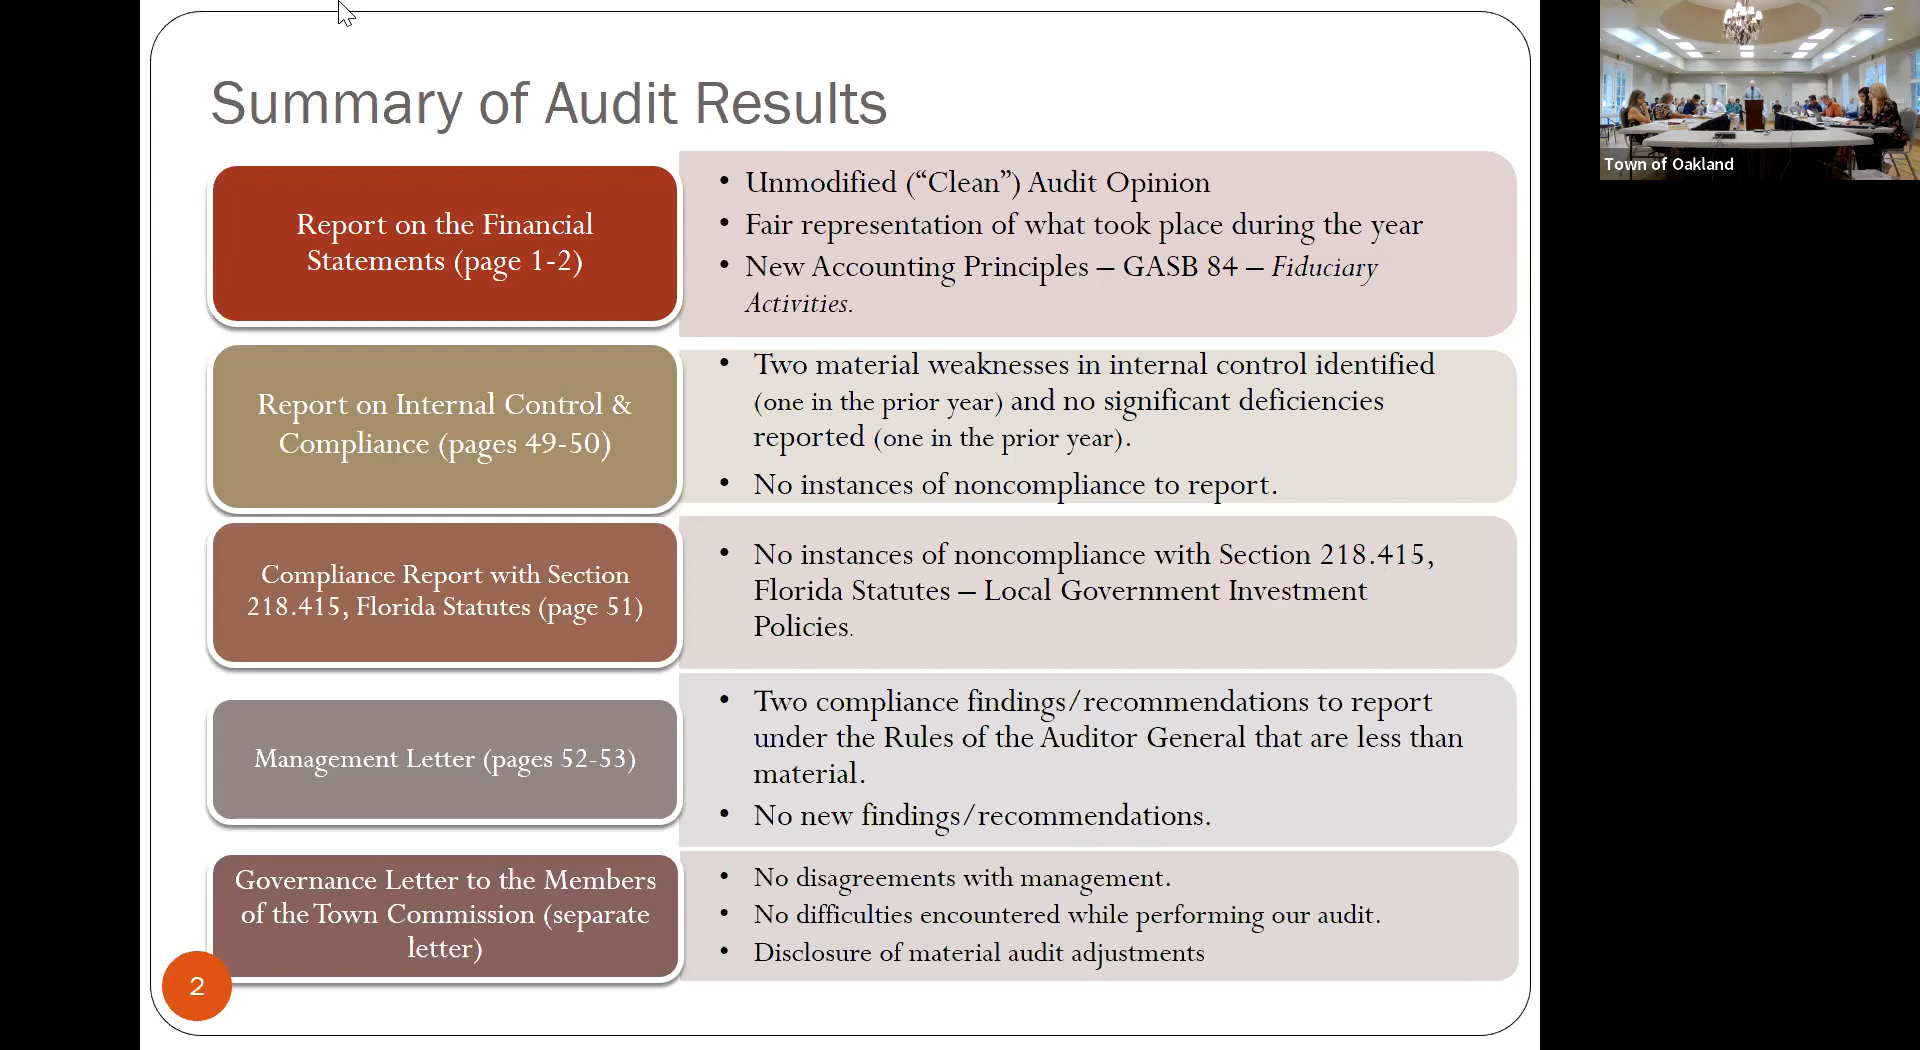 Summary of Audit Results
Report on the Financial
Statements (page 1-2)
• Unmodified (“Clean”) Audit Opinion
• Fair representation of what took place during the year
• New Accounting Principles – GASB 84 – Fiduciary
Activities.
Report on Internal Control &
Compliance (pages 49-50)
• Two material weaknesses in internal control identified
(one in the prior year) and no significant deficiencies
reported (one in the prior year).
• No instances of noncompliance to report.
Compliance Report with Section
218.415, Florida Statutes (page 51)
• No instances of noncompliance with Section 218.415,
Florida Statutes – Local Government Investment
Policies.
Management Letter (pages 52-53)
• Two compliance findings/recommendations to report
under the Rules of the Auditor General that are less than
material.
• No new findings/recommendations.
Governance Letter to the Members
of the Town Commission (separate
letter)
• No disagreements with management.
• No difficulties encountered while performing our audit.
• Disclosure of material audit adjustments
2
Town of Oakland